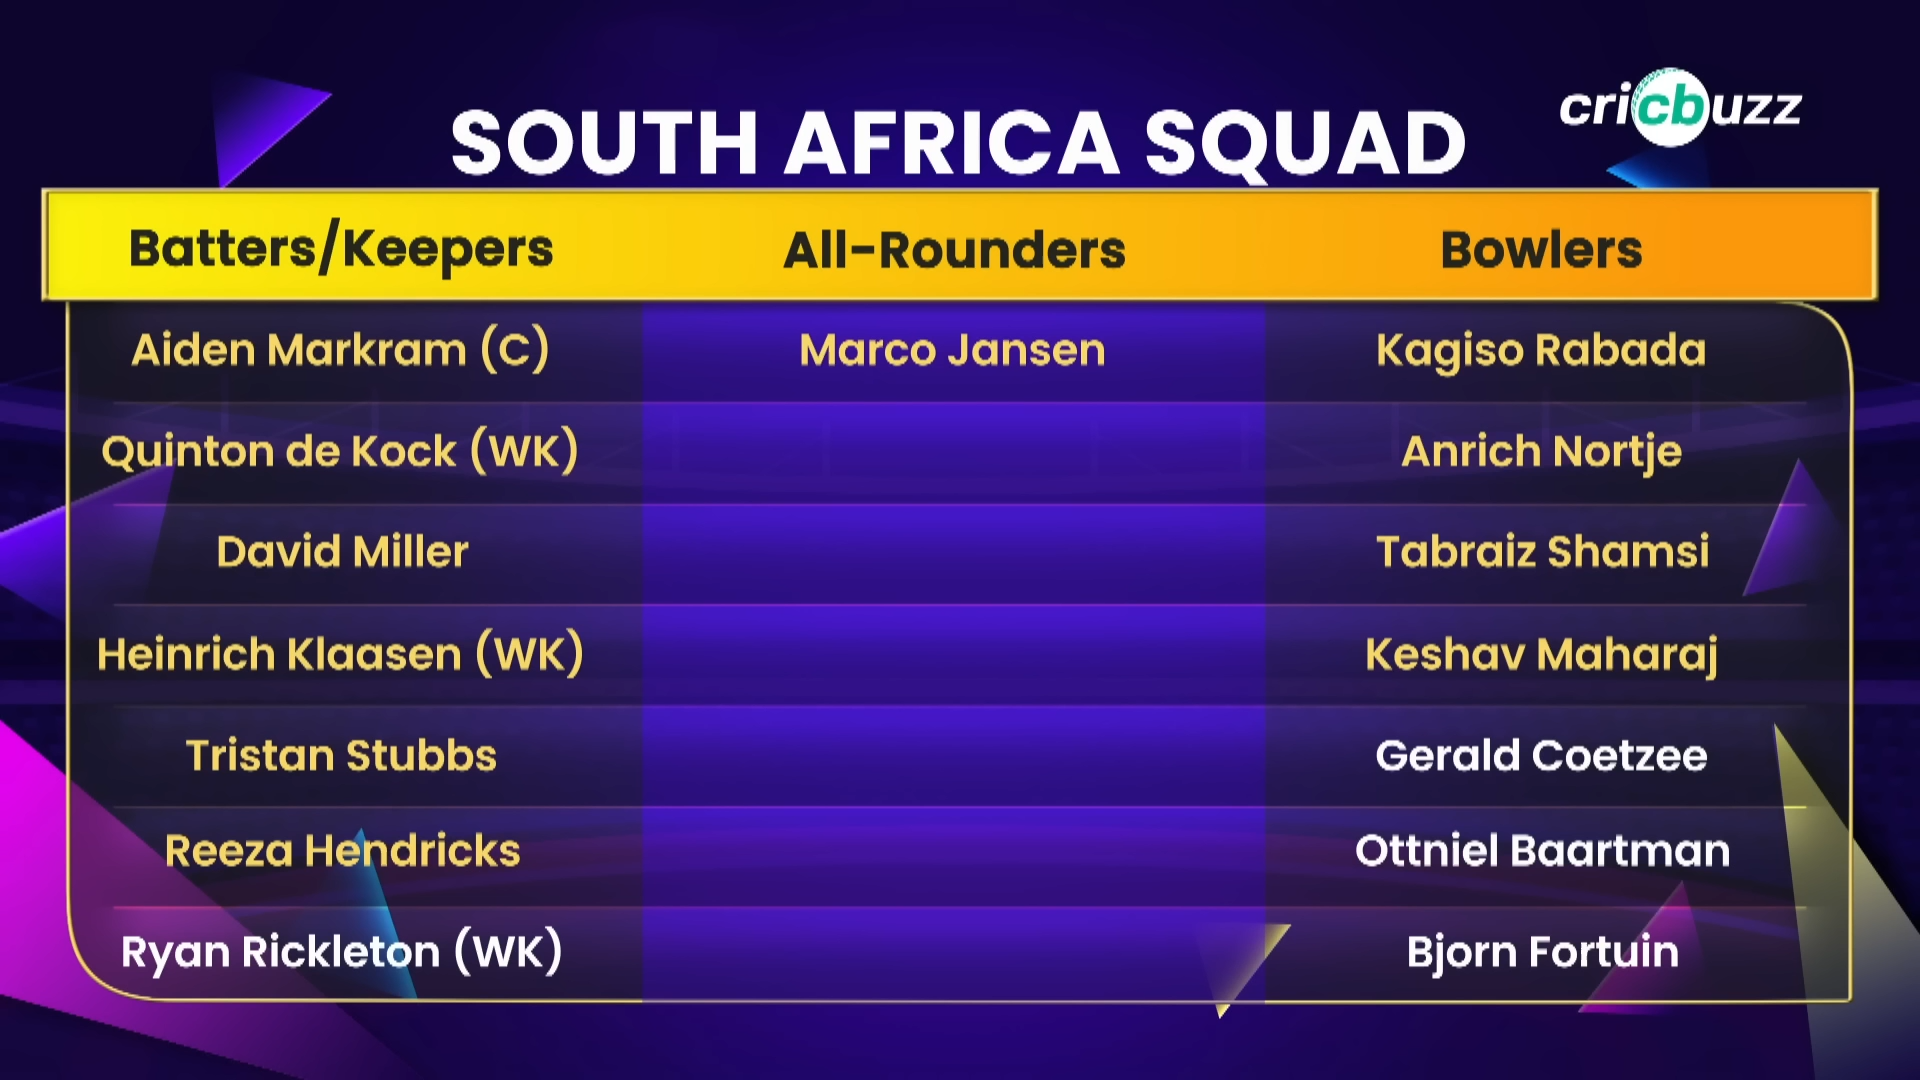 cricbuzz
SOUTH AFRICA SQUAD
Batters/Keepers All-Rounders Bowlers
Aiden Markram (C) Marco Jansen Kagiso Rabada
Quinton de Kock (WK) Anrich Nortje
David Miller Tabraiz Shamsi
Heinrich Klaasen (WK) Keshav Maharaj
Tristan Stubbs Gerald Coetzee
Reeza Hendricks Ottniel Baartman
Ryan Rickleton (WK) Bjorn Fortuin